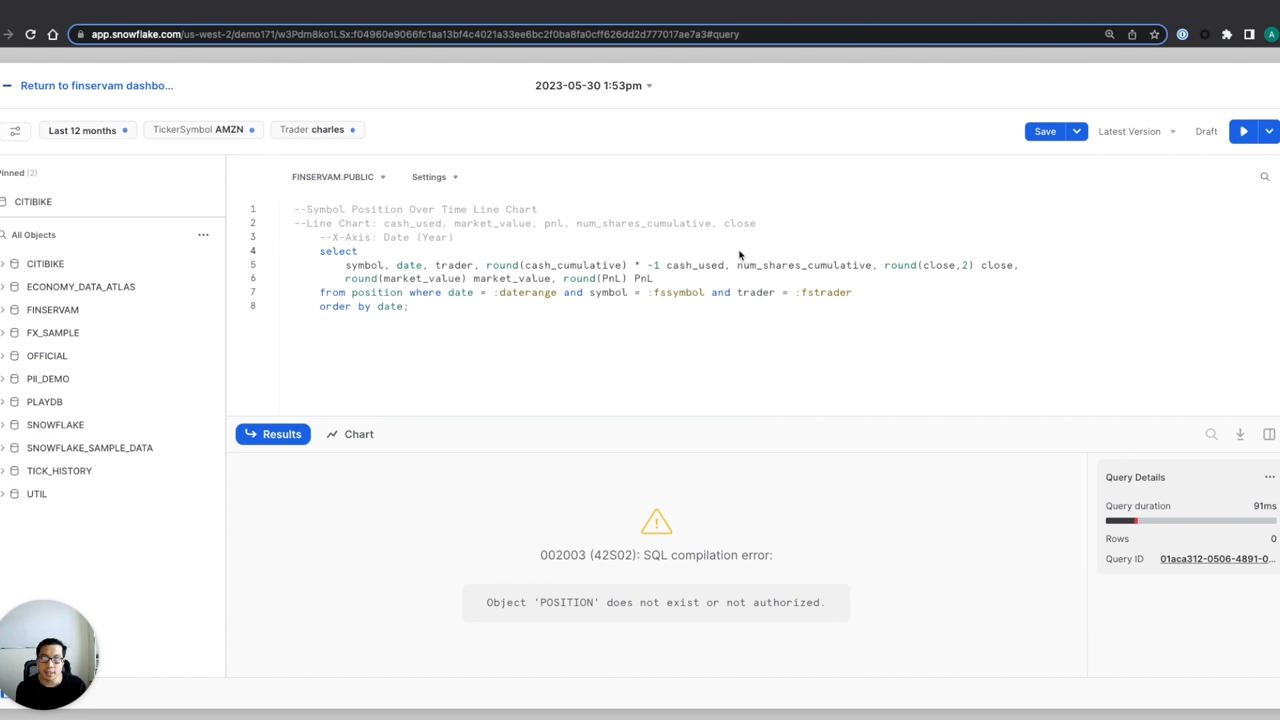 app.snowflake.com/us-west-2/demo171/w3Pdm8ko1LSx:f04960e9066fc1aa13bf4c4021a33ee6bc2f0ba8fa0cff626dd2d777017ae7a3#query
Return to finservam dashbo...
2023-05-30 1:53pm
Last 12 months
TickerSymbol AMZN
Trader charles
Save
Latest Version
Draft
Pinned (2)
CITIBIKE
All Objects
CITIBIKE
ECONOMY_DATA_ATLAS
FINSERVAM
FX_SAMPLE
OFFICIAL
PII_DEMO
PLAYDB
SNOWFLAKE
SNOWFLAKE_SAMPLE_DATA
TICK_HISTORY
UTIL
FINSERVAM.PUBLIC
Settings
1 --Symbol Position Over Time Line Chart
2 --Line Chart: cash_used, market_value, pnl, num_shares_cumulative, close
3 --X-Axis: Date (Year)
4 select
5 symbol, date, trader, round(cash_cumulative) * -1 cash_used, num_shares_cumulative, round(close,2) close,
6 round(market_value) market_value, round(PnL) PnL
7 from position where date = :daterange and symbol = :fssymbol and trader = :fstrader
8 order by date;
Results
Chart
002003 (42S02): SQL compilation error:
Object 'POSITION' does not exist or not authorized.
Query Details
...
Query duration 91ms
Rows 0
Query ID 01aca312-0506-4891-0...